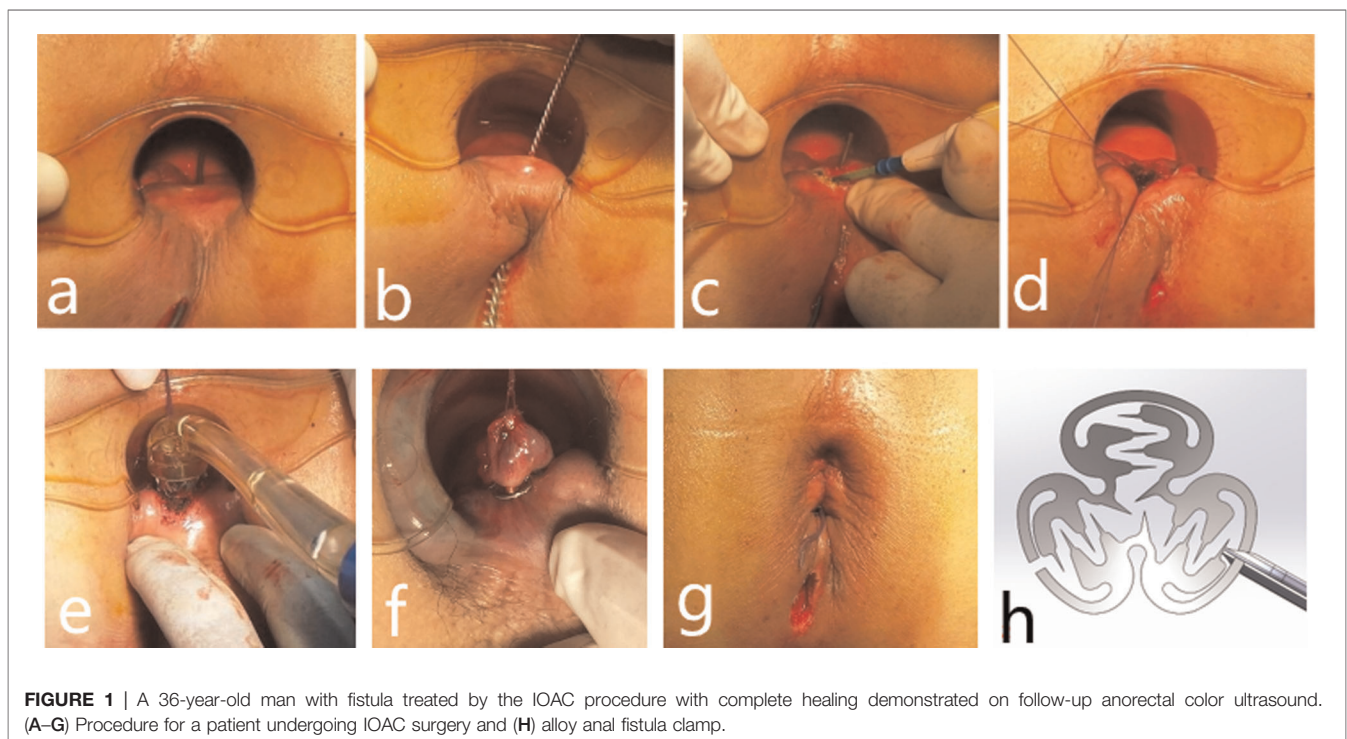 a
b
c
d
e
f
g
h
FIGURE 1 | A 36-year-old man with fistula treated by the IOAC procedure with complete healing demonstrated on follow-up anorectal color ultrasound.
(A–G) Procedure for a patient undergoing IOAC surgery and (H) alloy anal fistula clamp.